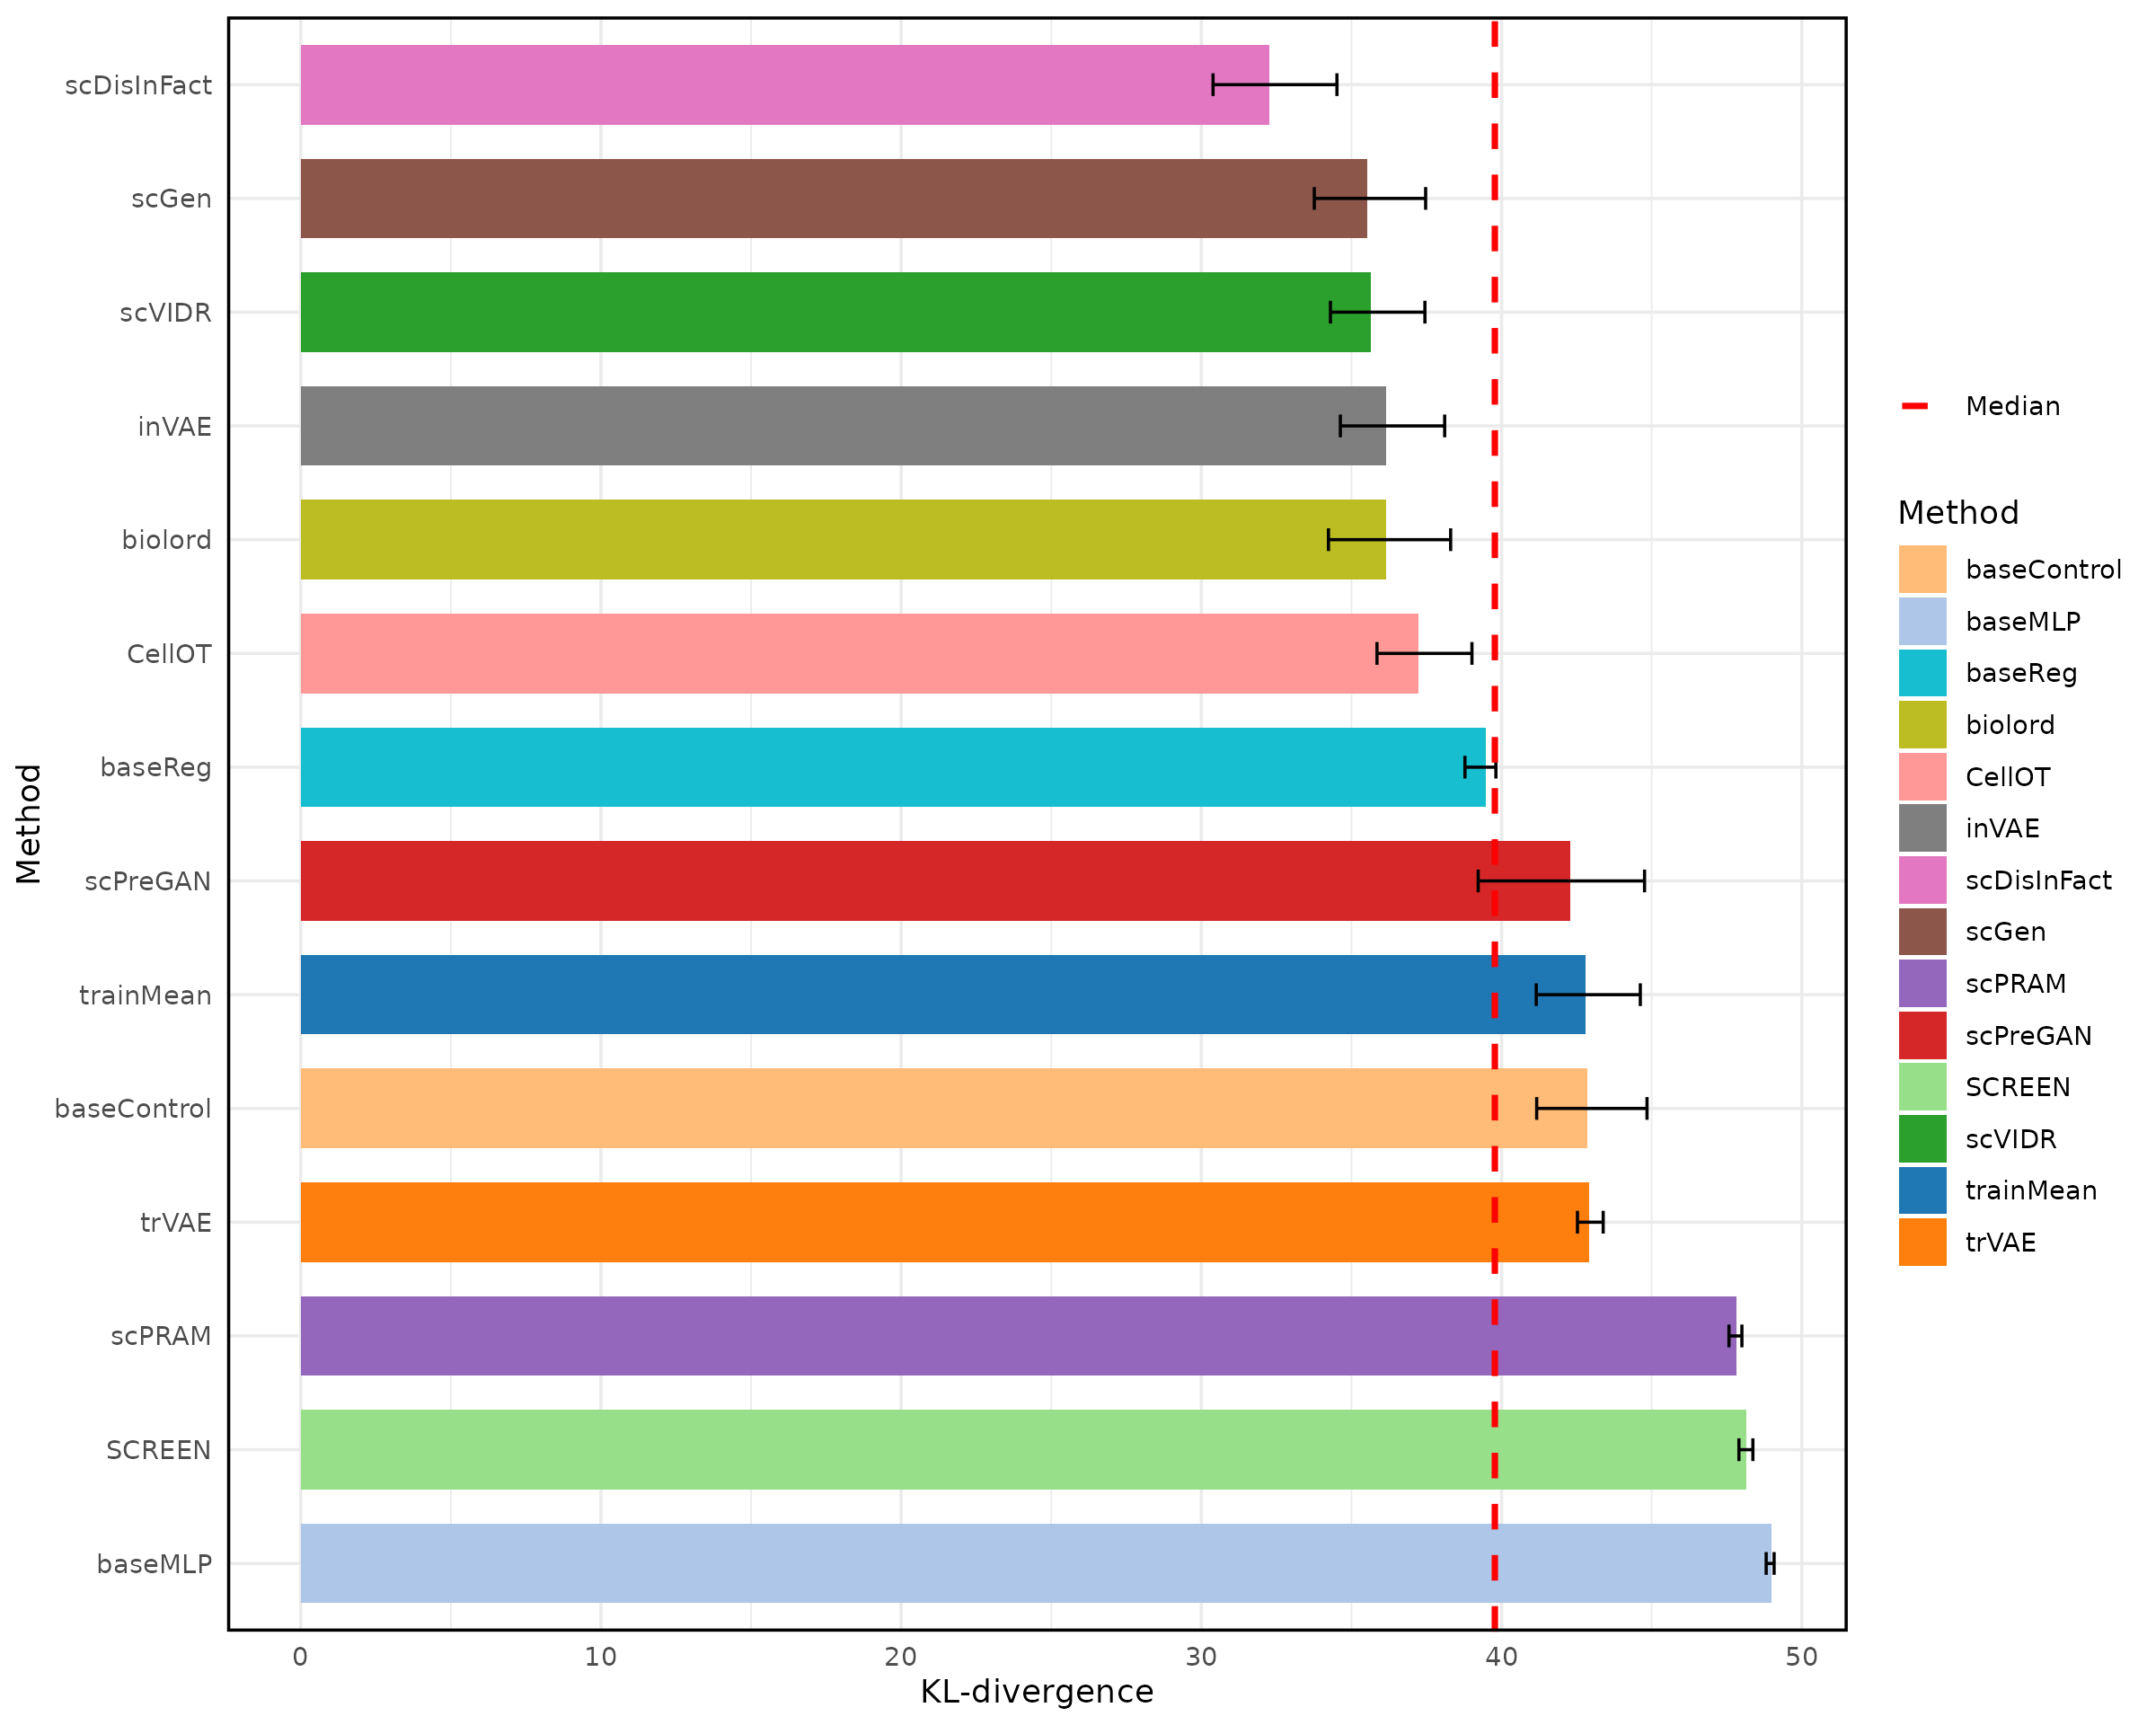 Method
scDisInFact
scGen
scVIDR
inVAE
biolord
CellOT
baseReg
scPreGAN
trainMean
baseControl
trVAE
scPRAM
SCREEN
baseMLP
0 10 20 30 40 50
KL-divergence
Median
Method
baseControl
baseMLP
baseReg
biolord
CellOT
inVAE
scDisInFact
scGen
scPRAM
scPreGAN
SCREEN
scVIDR
trainMean
trVAE